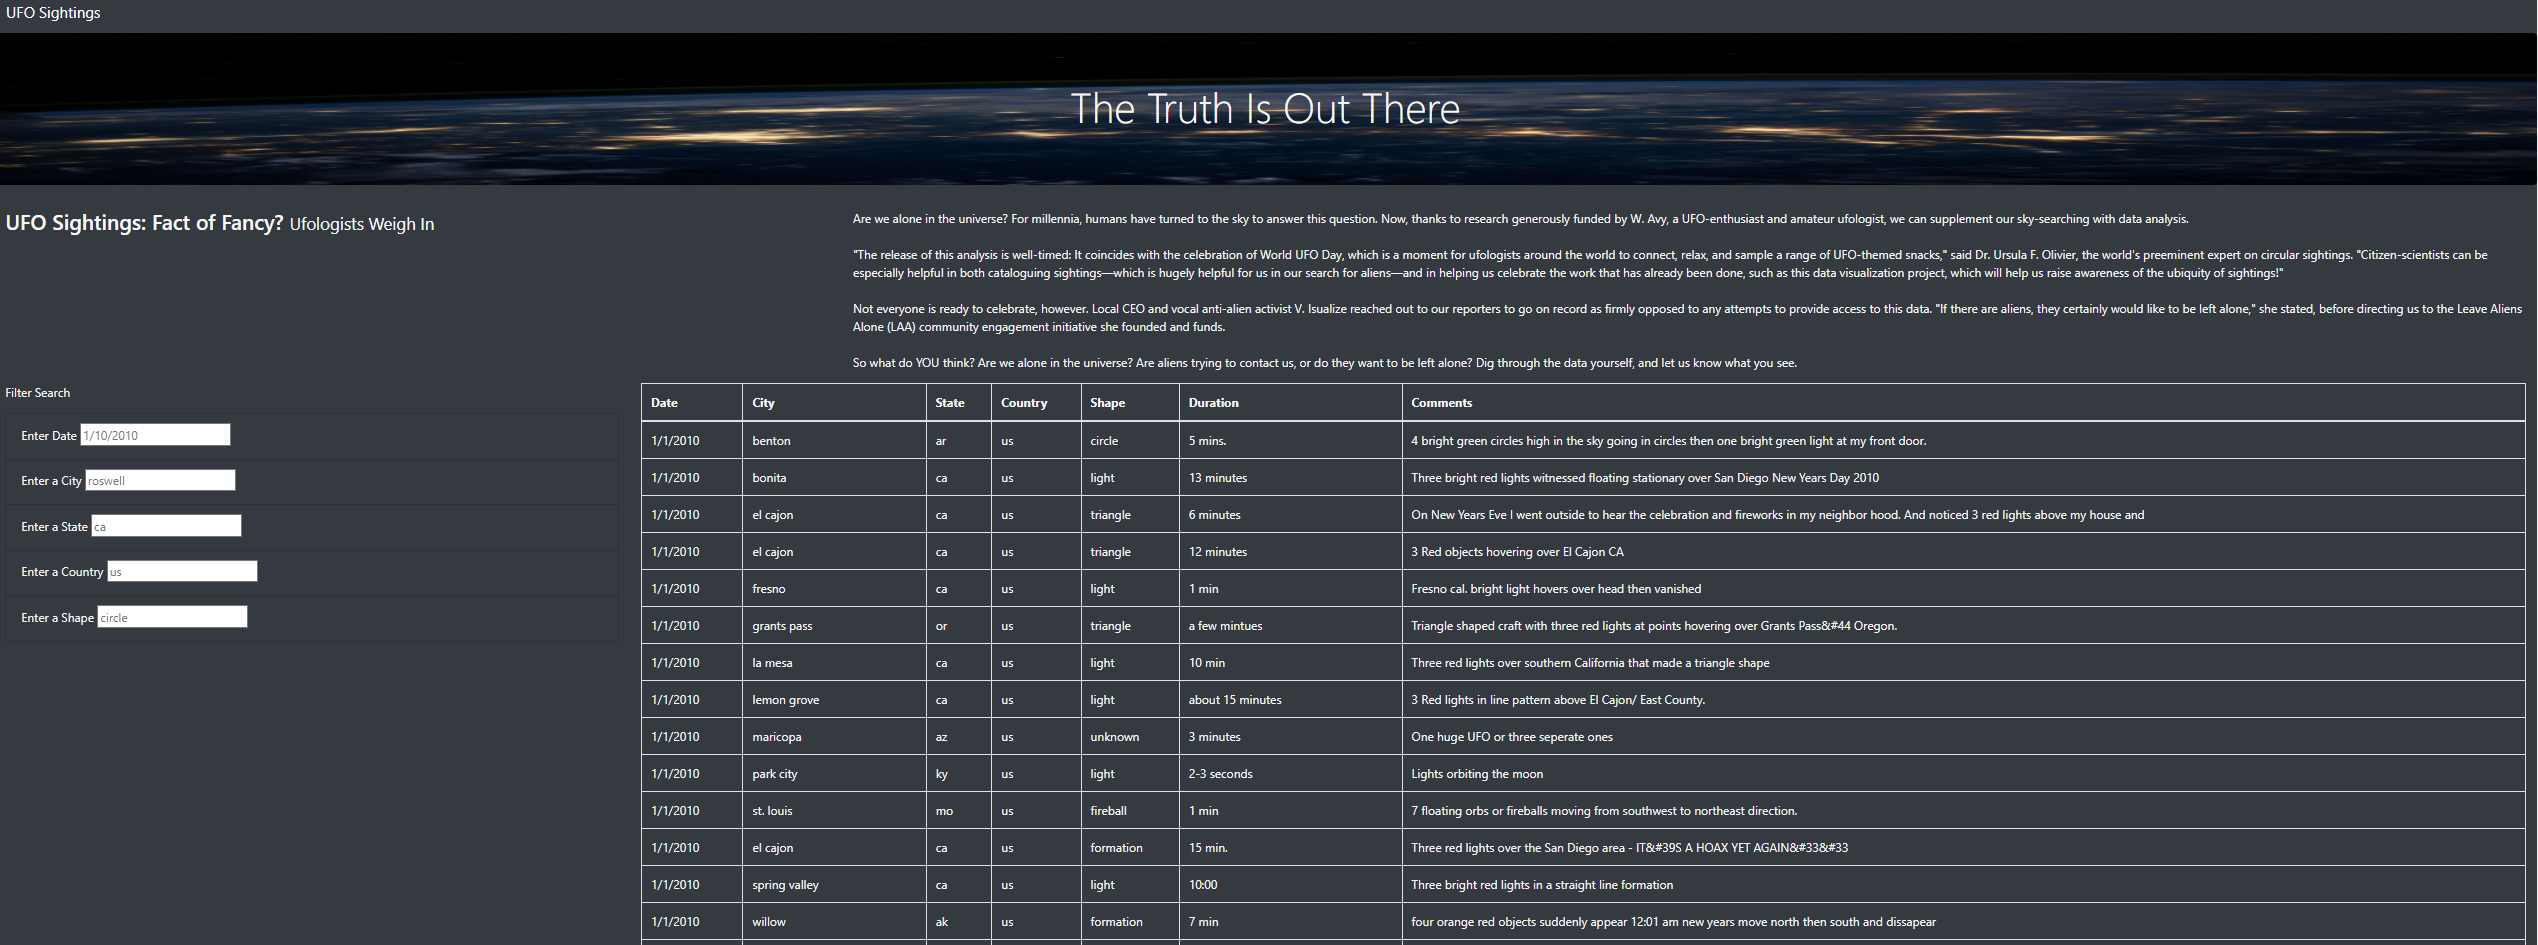 UFO Sightings
The Truth Is Out There
UFO Sightings: Fact of Fancy? Ufologists Weigh In
Are we alone in the universe? For millennia, humans have turned to the sky to answer this question. Now, thanks to research generously funded by W. Avy, a UFO-enthusiast and amateur ufologist, we can supplement our sky-searching with data analysis.
"The release of this analysis is well-timed: It coincides with the celebration of World UFO Day, which is a moment for ufologists around the world to connect, relax, and sample a range of UFO-themed snacks," said Dr. Ursula F. Olivier, the world's preeminent expert on circular sightings. "Citizen-scientists can be
especially helpful in both cataloguing sightings—which is hugely helpful for us in our search for aliens—and in helping us celebrate the work that has already been done, such as this data visualization project, which will help us raise awareness of the ubiquity of sightings!"
Not everyone is ready to celebrate, however. Local CEO and vocal anti-alien activist V. Isualize reached out to our reporters to go on record as firmly opposed to any attempts to provide access to this data. "If there are aliens, they certainly would like to be left alone," she stated, before directing us to the Leave Aliens
Alone (LAA) community engagement initiative she founded and funds.
So what do YOU think? Are we alone in the universe? Are aliens trying to contact us, or do they want to be left alone? Dig through the data yourself, and let us know what you see.
Filter Search
Enter Date 1/10/2010
Enter a City roswell
Enter a State ca
Enter a Country us
Enter a Shape circle
Date City State Country Shape Duration Comments
1/1/2010 benton ar us circle 5 mins. 4 bright green circles high in the sky going in circles then one bright green light at my front door.
1/1/2010 bonita ca us light 13 minutes Three bright red lights witnessed floating stationary over San Diego New Years Day 2010
1/1/2010 el cajon ca us triangle 6 minutes On New Years Eve I went outside to hear the celebration and fireworks in my neighbor hood. And noticed 3 red lights above my house and
1/1/2010 el cajon ca us triangle 12 minutes 3 Red objects hovering over El Cajon CA
1/1/2010 fresno ca us light 1 min Fresno cal. bright light hovers over head then vanished
1/1/2010 grants pass or us triangle a few mintues Triangle shaped craft with three red lights at points hovering over Grants Pass&#44 Oregon.
1/1/2010 la mesa ca us light 10 min Three red lights over southern California that made a triangle shape
1/1/2010 lemon grove ca us light about 15 minutes 3 Red lights in line pattern above El Cajon/ East County.
1/1/2010 maricopa az us unknown 3 minutes One huge UFO or three seperate ones
1/1/2010 park city ky us light 2-3 seconds Lights orbiting the moon
1/1/2010 st. louis mo us fireball 1 min 7 floating orbs or fireballs moving from southwest to northeast direction.
1/1/2010 el cajon ca us formation 15 min. Three red lights over the San Diego area - IT&#39S A HOAX YET AGAIN&#33&#33
1/1/2010 spring valley ca us light 10:00 Three bright red lights in a straight line formation
1/1/2010 willow ak us formation 7 min four orange red objects suddenly appear 12:01 am new years move north then south and dissapear